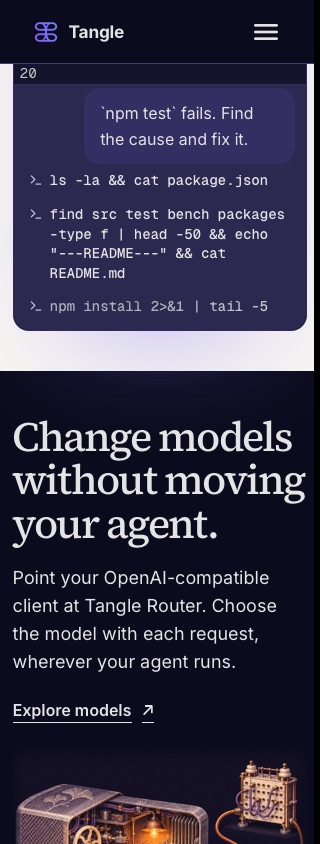 Tangle
20
`npm test` fails. Find
the cause and fix it.
>_ ls -la && cat package.json
>_ find src test bench packages
-type f | head -50 && echo
"---README---" && cat
README.md
>_ npm install 2>&1 | tail -5
Change models
without moving
your agent.
Point your OpenAI-compatible
client at Tangle Router. Choose
the model with each request,
wherever your agent runs.
Explore models ↗